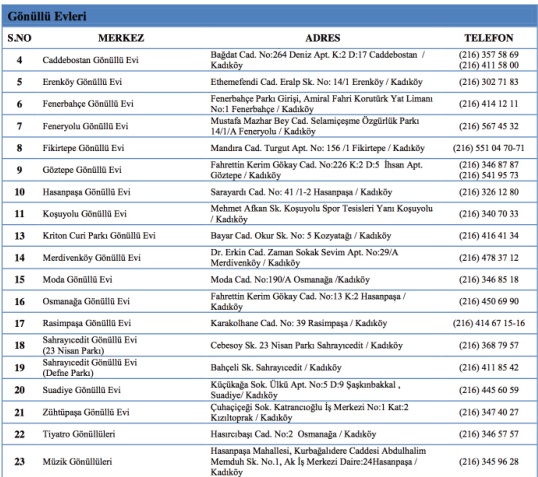 Gönüllü Evleri
S.NO MERKEZ ADRES TELEFON
4 Caddebostan Gönüllü Evi Bağdat Cad. No:264 Deniz Apt. K:2 D:17 Caddebostan / (216) 357 58 69
Kadıköy (216) 411 58 00
5 Erenköy Gönüllü Evi Ethemefendi Cad. Eralp Sk. No: 14/1 Erenköy / Kadıköy (216) 302 71 83
6 Fenerbahçe Gönüllü Evi Fenerbahçe Parkı Girişi, Amiral Fahri Korutürk Yat Limanı (216) 414 12 11
No:1 Fenerbahçe / Kadıköy
7 Feneryolu Gönüllü Evi Mustafa Mazhar Bey Cad. Selamiçeşme Özgürlük Parkı (216) 567 45 32
14/1/A Feneryolu / Kadıköy
8 Fikirtepe Gönüllü Evi Mandıra Cad. Turgut Apt. No: 156 /1 Fikirtepe / Kadıköy (216) 551 04 70-71
9 Göztepe Gönüllü Evi Fahrettin Kerim Gökay Cad. No:226 K:2 D:5 İhsan Apt. (216) 346 87 87
Göztepe / Kadıköy (216) 541 95 73
10 Hasanpaşa Gönüllü Evi Sarayardı Cad. No: 41 /1-2 Hasanpaşa / Kadıköy (216) 326 12 80
11 Koşuyolu Gönüllü Evi Mehmet Afkan Sk. Koşuyolu Spor Tesisleri Yanı Koşuyolu (216) 340 70 33
/ Kadıköy
13 Kriton Curi Parkı Gönüllü Evi Bayar Cad. Okur Sk. No: 5 Kozyatağı / Kadıköy (216) 416 41 34
14 Merdivenköy Gönüllü Evi Dr. Erkin Cad. Zaman Sokak Sevim Apt. No:29/A (216) 478 37 12
Merdivenköy / Kadıköy
15 Moda Gönüllü Evi Moda Cad. No:190/A Osmanağa /Kadıköy (216) 346 85 18
16 Osmanağa Gönüllü Evi Fahrettin Kerim Gökay Cad. No:13 K:2 Hasanpaşa / (216) 450 69 90
Kadıköy
17 Rasimpaşa Gönüllü Evi Karakolhane Cad. No: 39 Rasimpaşa / Kadıköy (216) 414 67 15-16
18 Sahrayıcedit Gönüllü Evi Cebesoy Sk. 23 Nisan Parkı Sahrayıcedit / Kadıköy (216) 368 79 57
(23 Nisan Parkı)
19 Sahrayıcedit Gönüllü Evi Bahçeli Sk. Sahrayıcedit / Kadıköy (216) 411 85 42
(Defne Parkı)
20 Suadiye Gönüllü Evi Küçükağa Sok. Ülkü Apt. No:5 D:9 Şaşkınbakkal , (216) 445 60 59
Suadiye/ Kadıköy
21 Zühtüpaşa Gönüllü Evi Çuhaçiçeği Sok. Katrancıoğlu İş Merkezi No:1 Kat:2 (216) 347 40 27
Kızıltoprak / Kadıköy
22 Tiyatro Gönüllüleri Hasırcıbaşı Cad. No:2 Osmanağa / Kadıköy (216) 346 57 57
23 Müzik Gönüllüleri Hasanpaşa Mahallesi, Kurbağalıdere Caddesi Abdulhalim (216) 345 96 28
Memduh Sk. No.1, Ak İş Merkezi Daire:24Hasanpaşa /
Kadıköy